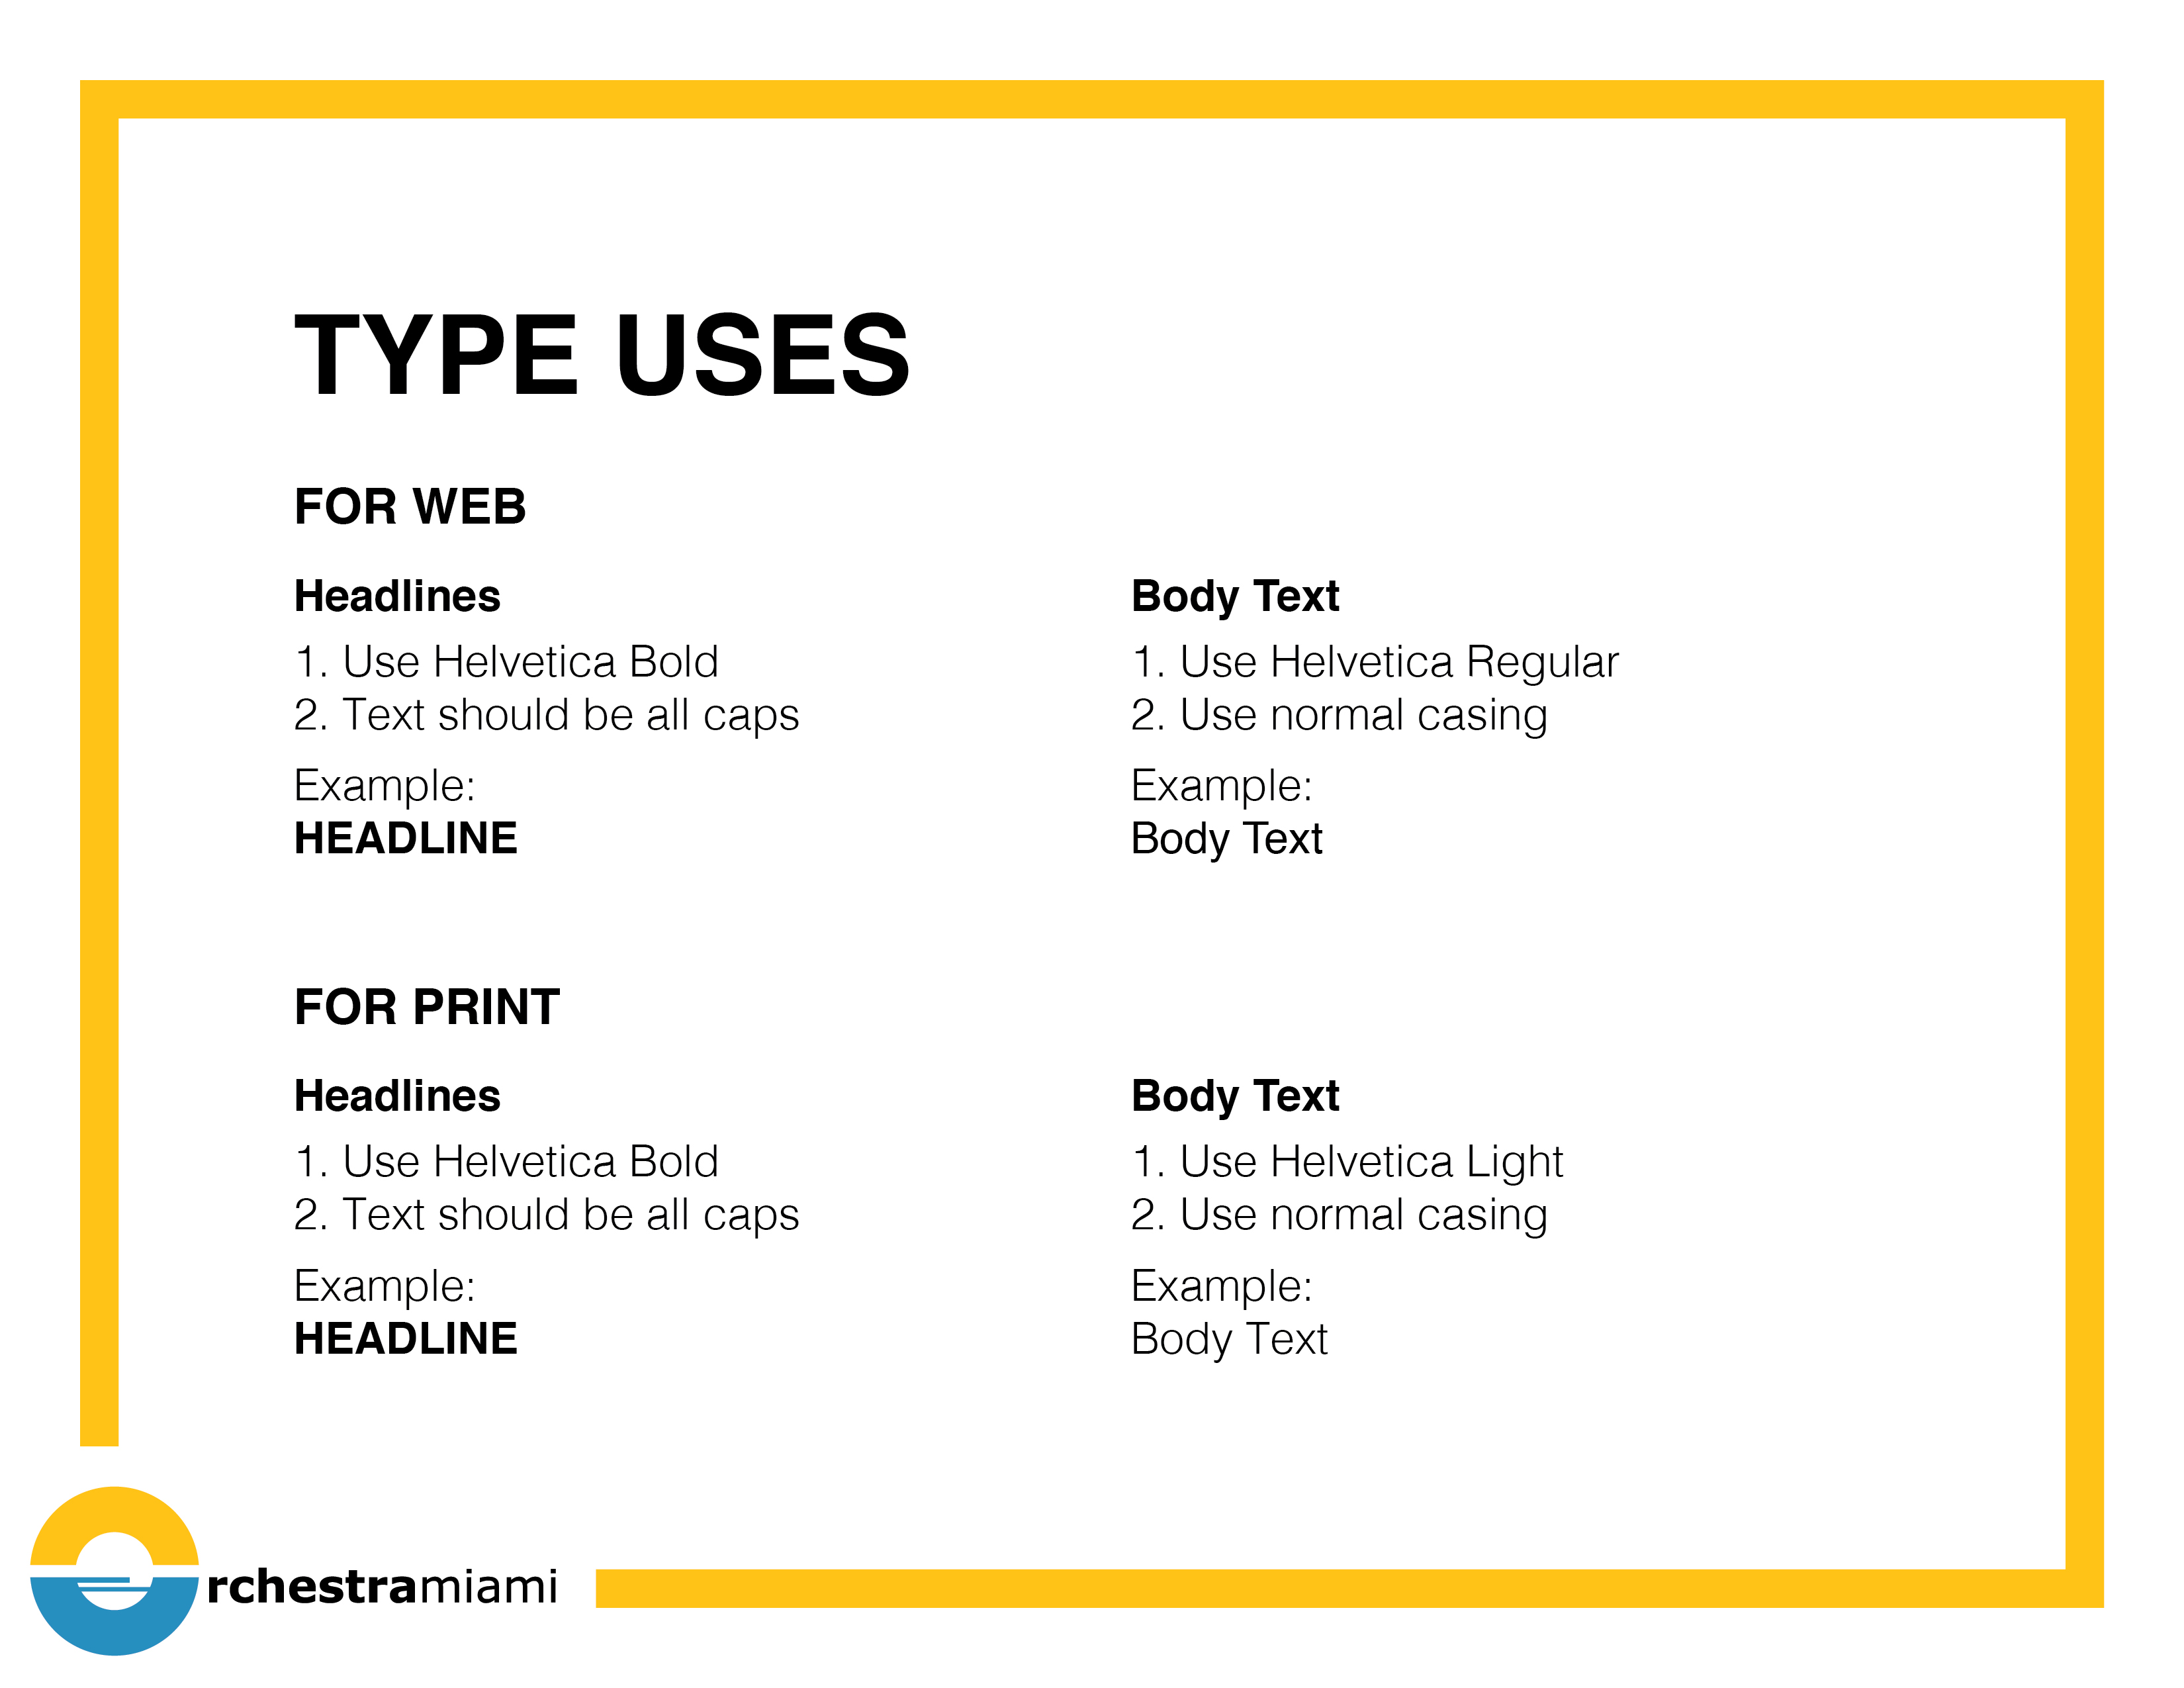 TYPE USES
FOR WEB
Headlines
1. Use Helvetica Bold
2. Text should be all caps
Example:
HEADLINE
Body Text
1. Use Helvetica Regular
2. Use normal casing
Example:
Body Text
FOR PRINT
Headlines
1. Use Helvetica Bold
2. Text should be all caps
Example:
HEADLINE
Body Text
1. Use Helvetica Light
2. Use normal casing
Example:
Body Text
Orchestramiami